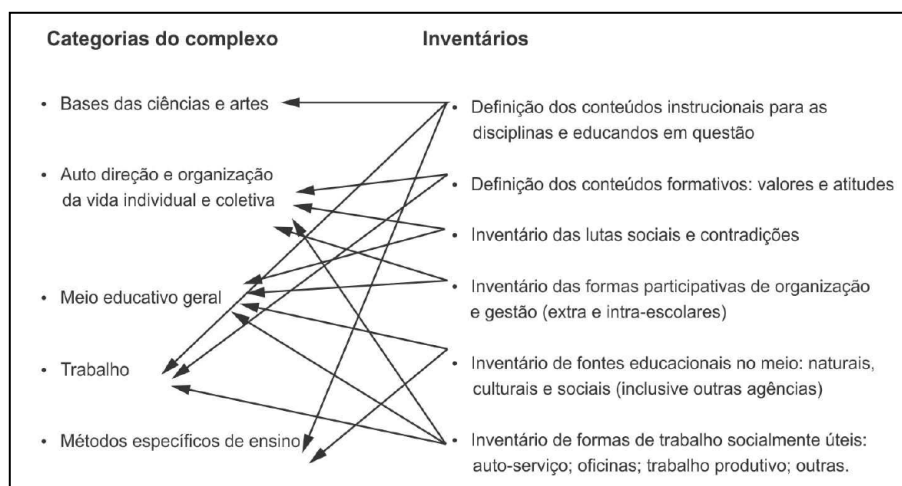 Categorias do complexo
Inventários
• Bases das ciências e artes
• Definição dos conteúdos instrucionais para as
disciplinas e educandos em questão
• Auto direção e organização
da vida individual e coletiva
• Definição dos conteúdos formativos: valores e atitudes
• Inventário das lutas sociais e contradições
• Meio educativo geral
• Inventário das formas participativas de organização
e gestão (extra e intra-escolares)
• Trabalho
• Inventário de fontes educacionais no meio: naturais,
culturais e sociais (inclusive outras agências)
• Métodos específicos de ensino
• Inventário de formas de trabalho socialmente úteis:
auto-serviço; oficinas; trabalho produtivo; outras.